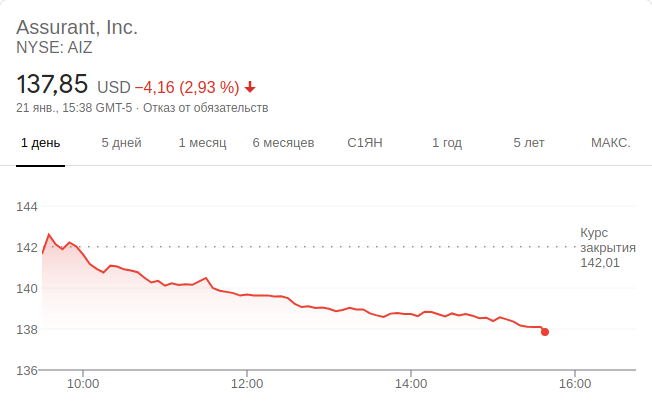 Assurant, Inc.
NYSE: AIZ
137,85 USD −4,16 (2,93 %)
21 янв., 15:38 GMT-5 · Отказ от обязательств
1 день 5 дней 1 месяц 6 месяцев С1ЯН 1 год 5 лет МАКС.
144
142
140
138
136
Курс
закрытия
142,01
10:00 12:00 14:00 16:00